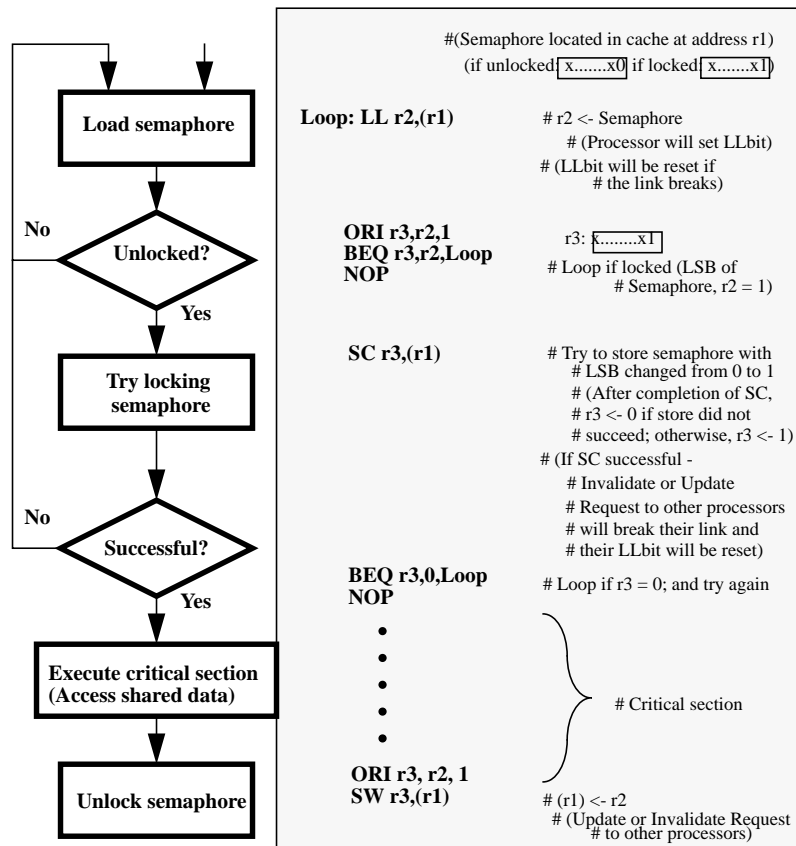 #(Semaphore located in cache at address r1)
(if unlocked: x.......x0 if locked: x.......x1)
Load semaphore
Loop: LL r2,(r1)
# r2 <- Semaphore
# (Processor will set LLbit)
# (LLbit will be reset if
# the link breaks)
No
Unlocked?
Yes
ORI r3,r2,1
BEQ r3,r2,Loop
NOP
r3: x........x1
# Loop if locked (LSB of
# Semaphore, r2 = 1)
Try locking
semaphore
SC r3,(r1)
# Try to store semaphore with
# LSB changed from 0 to 1
# (After completion of SC,
# r3 <- 0 if store did not
# succeed; otherwise, r3 <- 1)
# (If SC successful -
# Invalidate or Update
# Request to other processors
# will break their link and
# their LLbit will be reset)
No
Successful?
Yes
BEQ r3,0,Loop
NOP
# Loop if r3 = 0; and try again
Execute critical section
(Access shared data)
# Critical section
Unlock semaphore
ORI r3, r2, 1
SW r3,(r1)
# (r1) <- r2
# (Update or Invalidate Request
# to other processors)